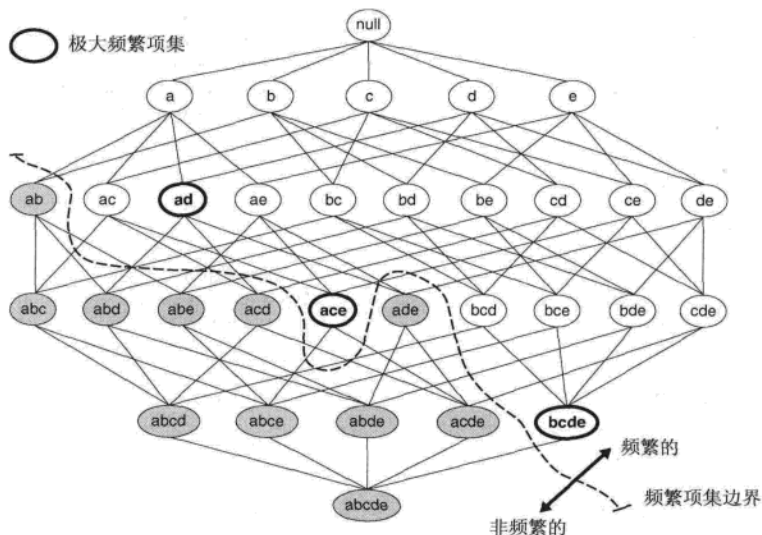 null
极大频繁项集
a b c d e
ab ac ad ae bc bd be cd ce de
abc abd abe acd ace ade bcd bce bde cde
abcd abce abde acde bcde
频繁的
频繁项集边界
abcde
非频繁的